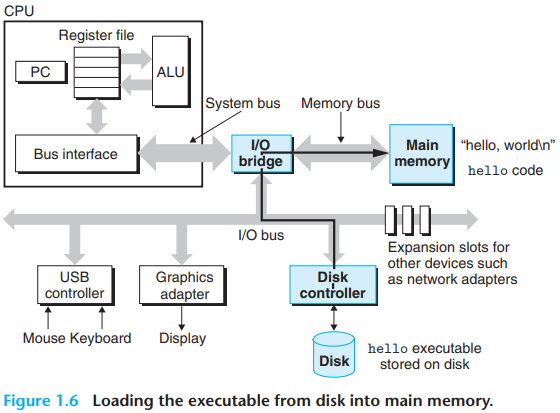 CPU
Register file
PC
ALU
System bus
Memory bus
Bus interface
I/O
bridge
Main
memory
“hello, world\n”
hello code
I/O bus
Expansion slots for
other devices such
as network adapters
USB
controller
Graphics
adapter
Disk
controller
Mouse Keyboard
Display
Disk
hello executable
stored on disk
Figure 1.6 Loading the executable from disk into main memory.